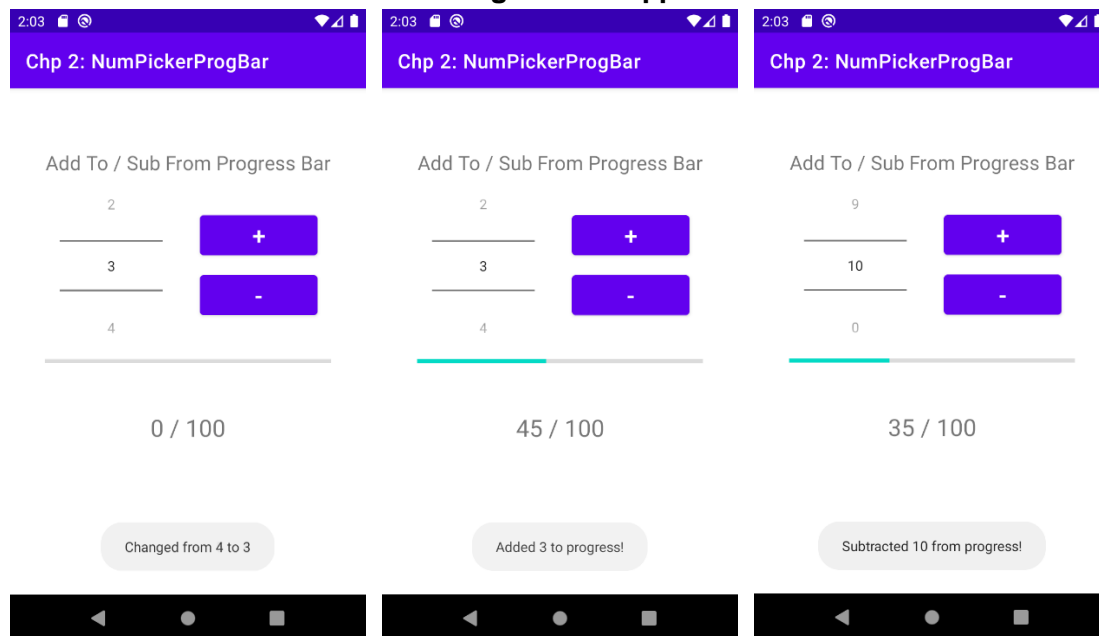 2:03
Chp 2: NumPickerProgBar
Add To / Sub From Progress Bar
2
+
3
-
4
0 / 100
Changed from 4 to 3
2:03
Chp 2: NumPickerProgBar
Add To / Sub From Progress Bar
2
+
3
-
4
45 / 100
Added 3 to progress!
2:03
Chp 2: NumPickerProgBar
Add To / Sub From Progress Bar
9
+
10
-
0
35 / 100
Subtracted 10 from progress!